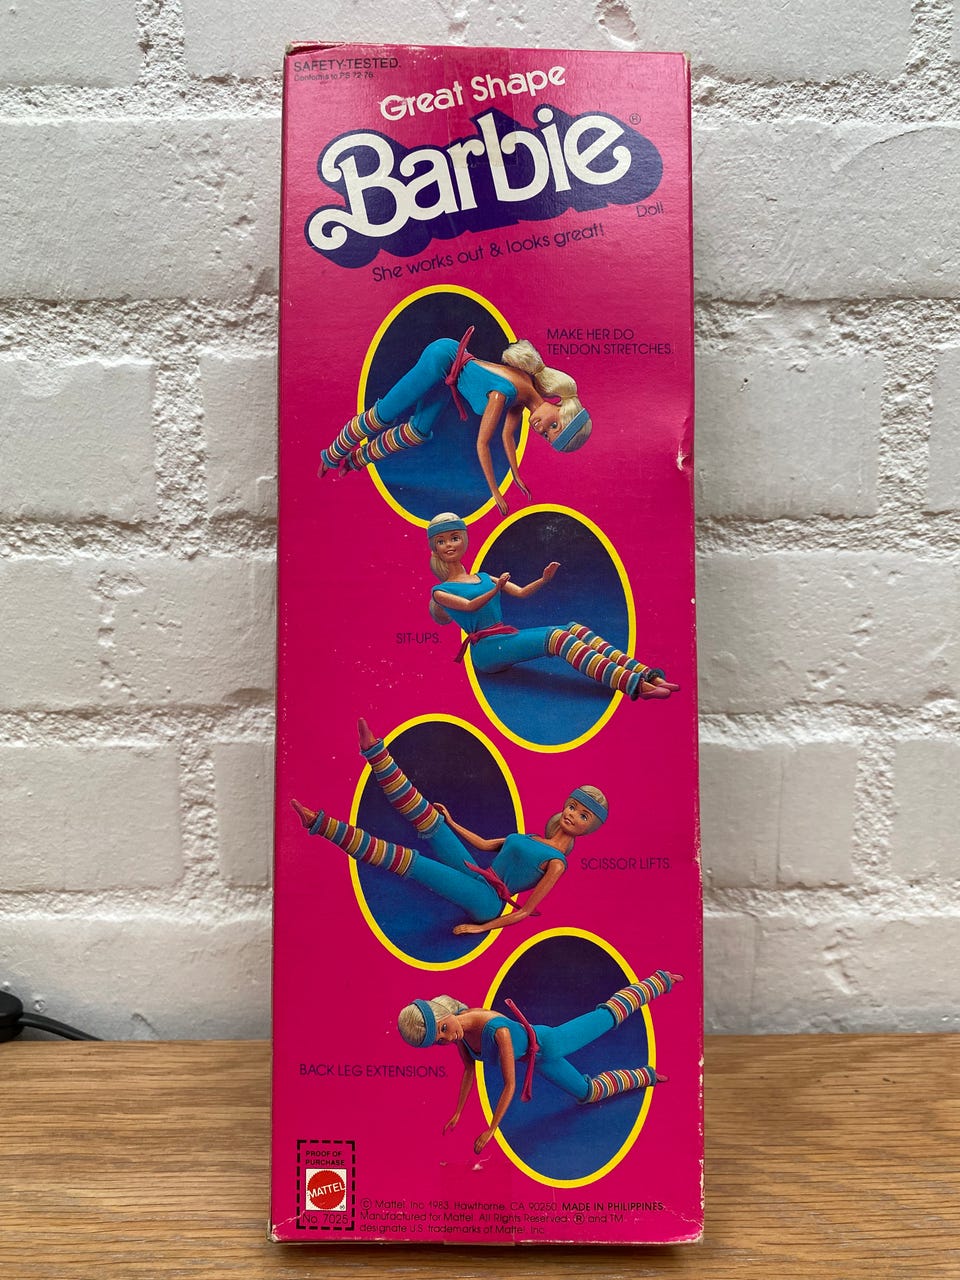 SAFETY-TESTED.
Conforms to PS 72-76
Great Shape
Barbie®
Doll
She works out & looks great!
MAKE HER DO
TENDON STRETCHES.
SIT-UPS.
SCISSOR LIFTS.
BACK LEG EXTENSIONS.
PROOF OF
PURCHASE
MATTEL
No. 7025
© Mattel, Inc. 1983. Hawthorne, CA 90250. MADE IN PHILIPPINES.
Manufactured for Mattel. All Rights Reserved. ® and TM
designate U.S. trademarks of Mattel, Inc.